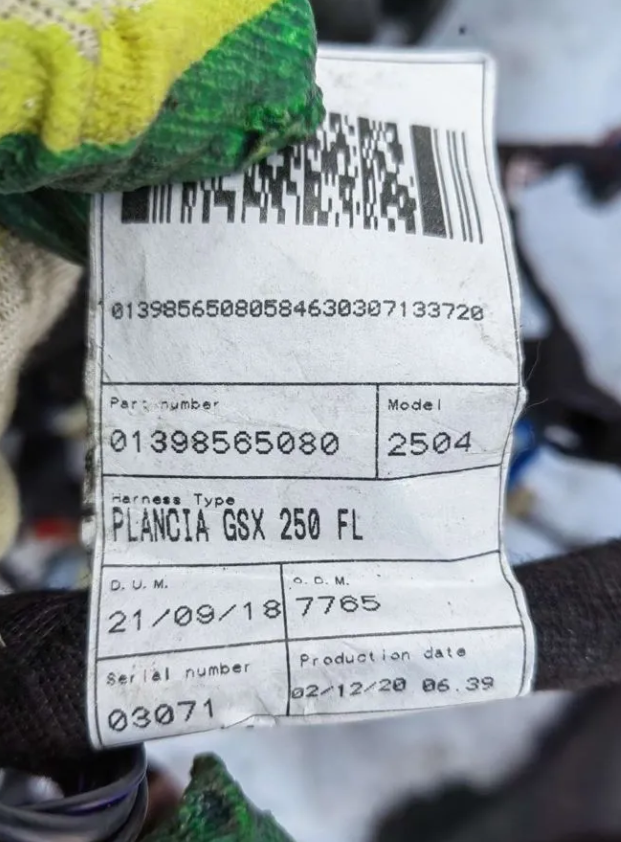 01398565080584630307133720
Part number
Model
01398565080
2504
Harness Type
PLANCIA GSX 250 FL
D. U. M.
O. D. M.
21/09/18
7765
Serial number
Production date
03071
02/12/20 06.39